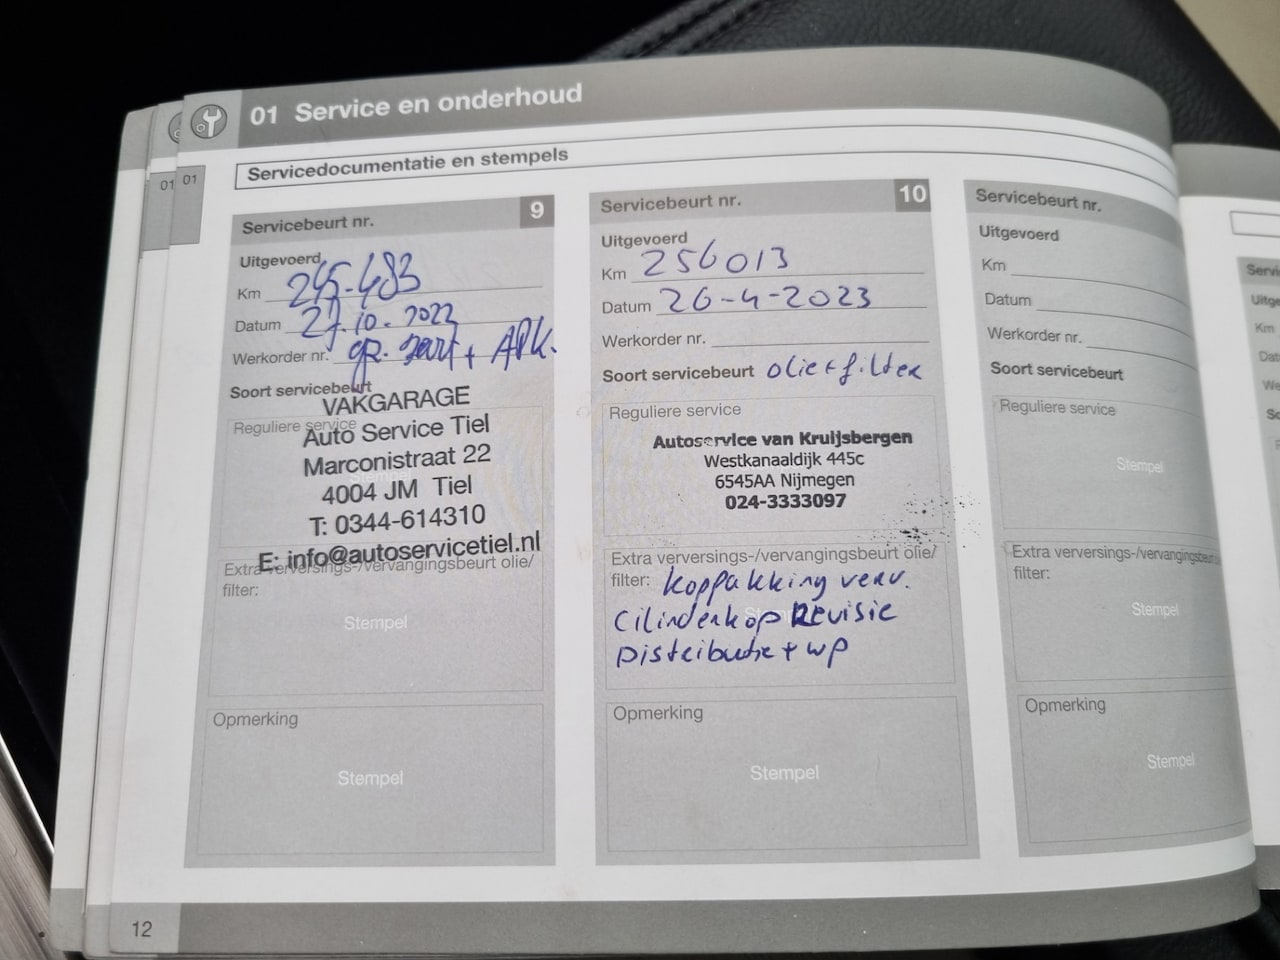 01 Service en onderhoud
01 01
Servicedocumentatie en stempels
Servicebeurt nr. 9
Uitgevoerd
Km 245.483
Datum 27.10.2022
Werkorder nr. gr. beurt + APK.
Soort servicebeurt
VAKGARAGE
Reguliere service
Auto Service Tiel
Marconistraat 22
4004 JM Tiel
T: 0344-614310
E: info@autoservicetiel.nl
Extra verversings-/vervangingsbeurt olie/
filter:
Stempel
Opmerking
Stempel
Servicebeurt nr. 10
Uitgevoerd
Km 256013
Datum 26-4-2023
Werkorder nr.
Soort servicebeurt olie+filter
Reguliere service
Autoservice van Kruijsbergen
Westkanaaldijk 445c
6545AA Nijmegen
024-3333097
Extra verversings-/vervangingsbeurt olie/
filter: koppakking verv.
Stempel
Cilinderkop Revisie
Distributie + wp
Opmerking
Stempel
Servicebeurt nr.
Uitgevoerd
Km
Datum
Werkorder nr.
Soort servicebeurt
Reguliere service
Stempel
Extra verversings-/vervangingsbeurt
filter:
Stempel
Opmerking
Stempel
Km
12